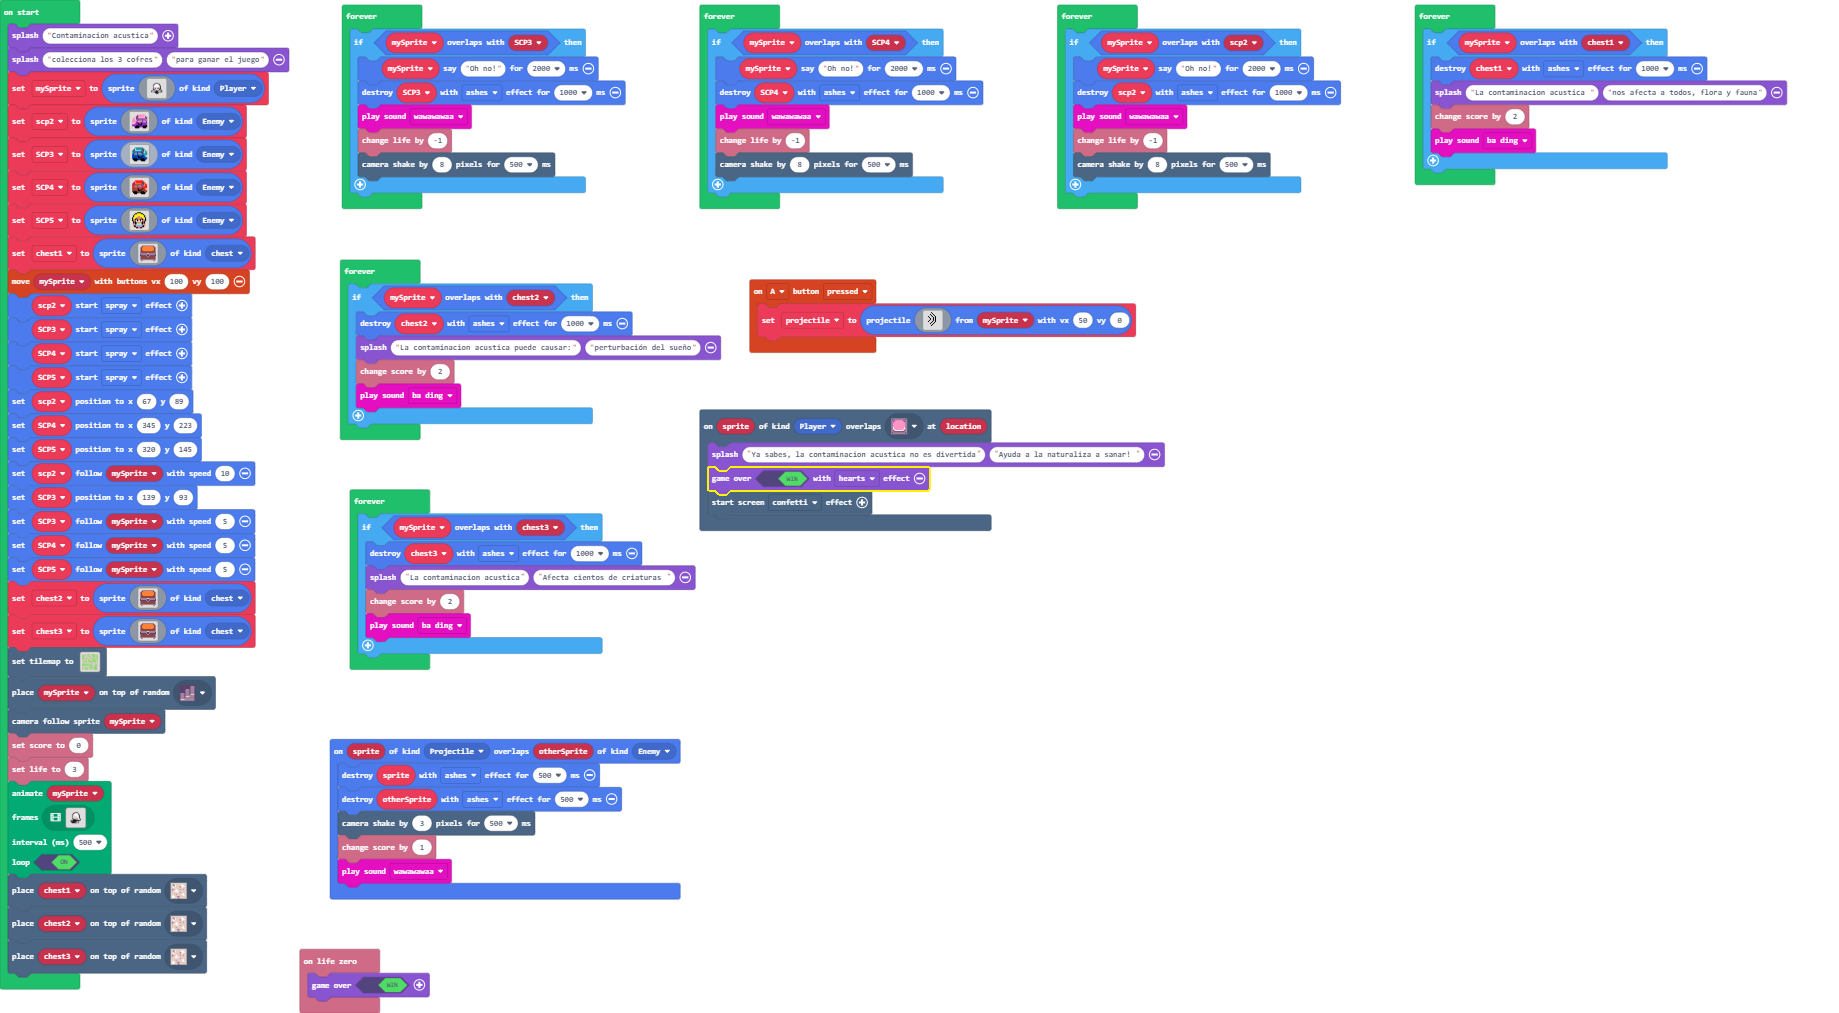 on start
splash "Contaminacion acustica"
splash "colecciona los 3 cofres" "para ganar el juego"
set mySprite to sprite of kind Player
set scp2 to sprite of kind Enemy
set SCP3 to sprite of kind Enemy
set SCP4 to sprite of kind Enemy
set SCP5 to sprite of kind Enemy
set chest1 to sprite of kind chest
move mySprite with buttons vx 100 vy 100
scp2 start spray effect
SCP3 start spray effect
SCP4 start spray effect
SCP5 start spray effect
set scp2 position to x 67 y 89
set SCP4 position to x 345 y 223
set SCP5 position to x 320 y 145
set scp2 follow mySprite with speed 10
set SCP3 position to x 139 y 93
set SCP3 follow mySprite with speed 5
set SCP4 follow mySprite with speed 5
set SCP5 follow mySprite with speed 5
set chest2 to sprite of kind chest
set chest3 to sprite of kind chest
set tilemap to
place mySprite on top of random
camera follow sprite mySprite
set score to 0
set life to 3
animate mySprite
frames
interval (ms) 500
loop ON
place chest1 on top of random
place chest2 on top of random
place chest3 on top of random
forever
if mySprite overlaps with SCP3 then
mySprite say "Oh no!" for 2000 ms
destroy SCP3 with ashes effect for 1000 ms
play sound wawawawaa
change life by -1
camera shake by 8 pixels for 500 ms
forever
if mySprite overlaps with SCP4 then
mySprite say "Oh no!" for 2000 ms
destroy SCP4 with ashes effect for 1000 ms
play sound wawawawaa
change life by -1
camera shake by 8 pixels for 500 ms
forever
if mySprite overlaps with scp2 then
mySprite say "Oh no!" for 2000 ms
destroy scp2 with ashes effect for 1000 ms
play sound wawawawaa
change life by -1
camera shake by 8 pixels for 500 ms
forever
if mySprite overlaps with chest1 then
destroy chest1 with ashes effect for 1000 ms
splash "La contaminacion acustica " "nos afecta a todos, flora y fauna"
change score by 2
play sound ba ding
forever
if mySprite overlaps with chest2 then
destroy chest2 with ashes effect for 1000 ms
splash "La contaminacion acustica puede causar:" "perturbación del sueño"
change score by 2
play sound ba ding
on A button pressed
set projectile to projectile from mySprite with vx 50 vy 0
on sprite of kind Player overlaps at location
splash "Ya sabes, la contaminacion acustica no es divertida" "Ayuda a la naturaliza a sanar! "
game over WIN with hearts effect
start screen confetti effect
forever
if mySprite overlaps with chest3 then
destroy chest3 with ashes effect for 1000 ms
splash "La contaminacion acustica" "Afecta cientos de criaturas "
change score by 2
play sound ba ding
on sprite of kind Projectile overlaps otherSprite of kind Enemy
destroy sprite with ashes effect for 500 ms
destroy otherSprite with ashes effect for 500 ms
camera shake by 3 pixels for 500 ms
change score by 1
play sound wawawawaa
on life zero
game over WIN